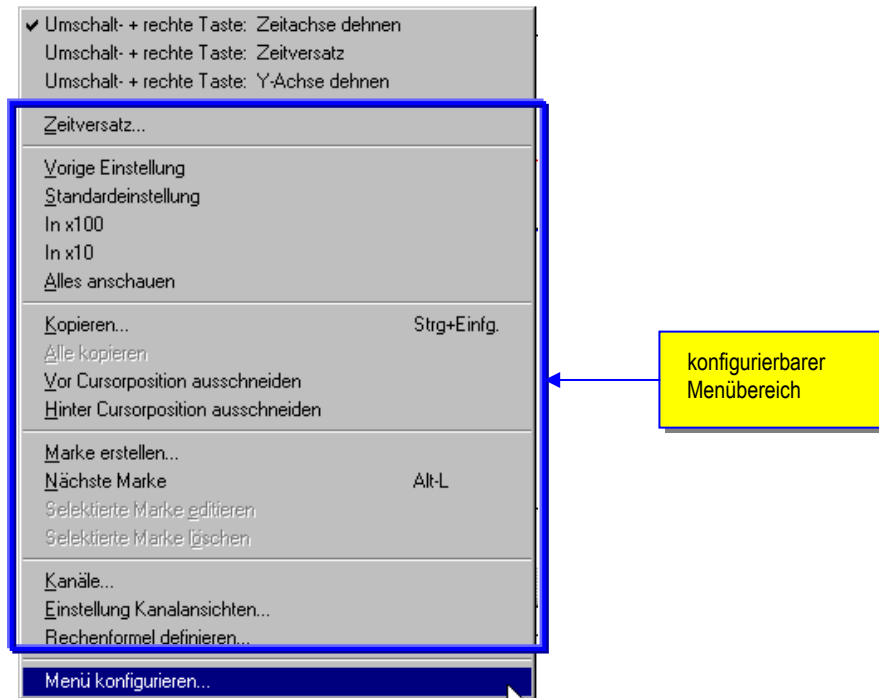 Umschalt- + rechte Taste: Zeitachse dehnen
Umschalt- + rechte Taste: Zeitversatz
Umschalt- + rechte Taste: Y-Achse dehnen
Zeitversatz...
Vorige Einstellung
Standardeinstellung
In x100
In x10
Alles anschauen
Kopieren... Strg+Einfg.
Alle kopieren
Vor Cursorposition ausschneiden
Hinter Cursorposition ausschneiden
Marke erstellen...
Nächste Marke Alt-L
Selektierte Marke editieren
Selektierte Marke löschen
Kanäle...
Einstellung Kanalansichten...
Rechenformel definieren...
Menü konfigurieren...
konfigurierbarer
Menübereich